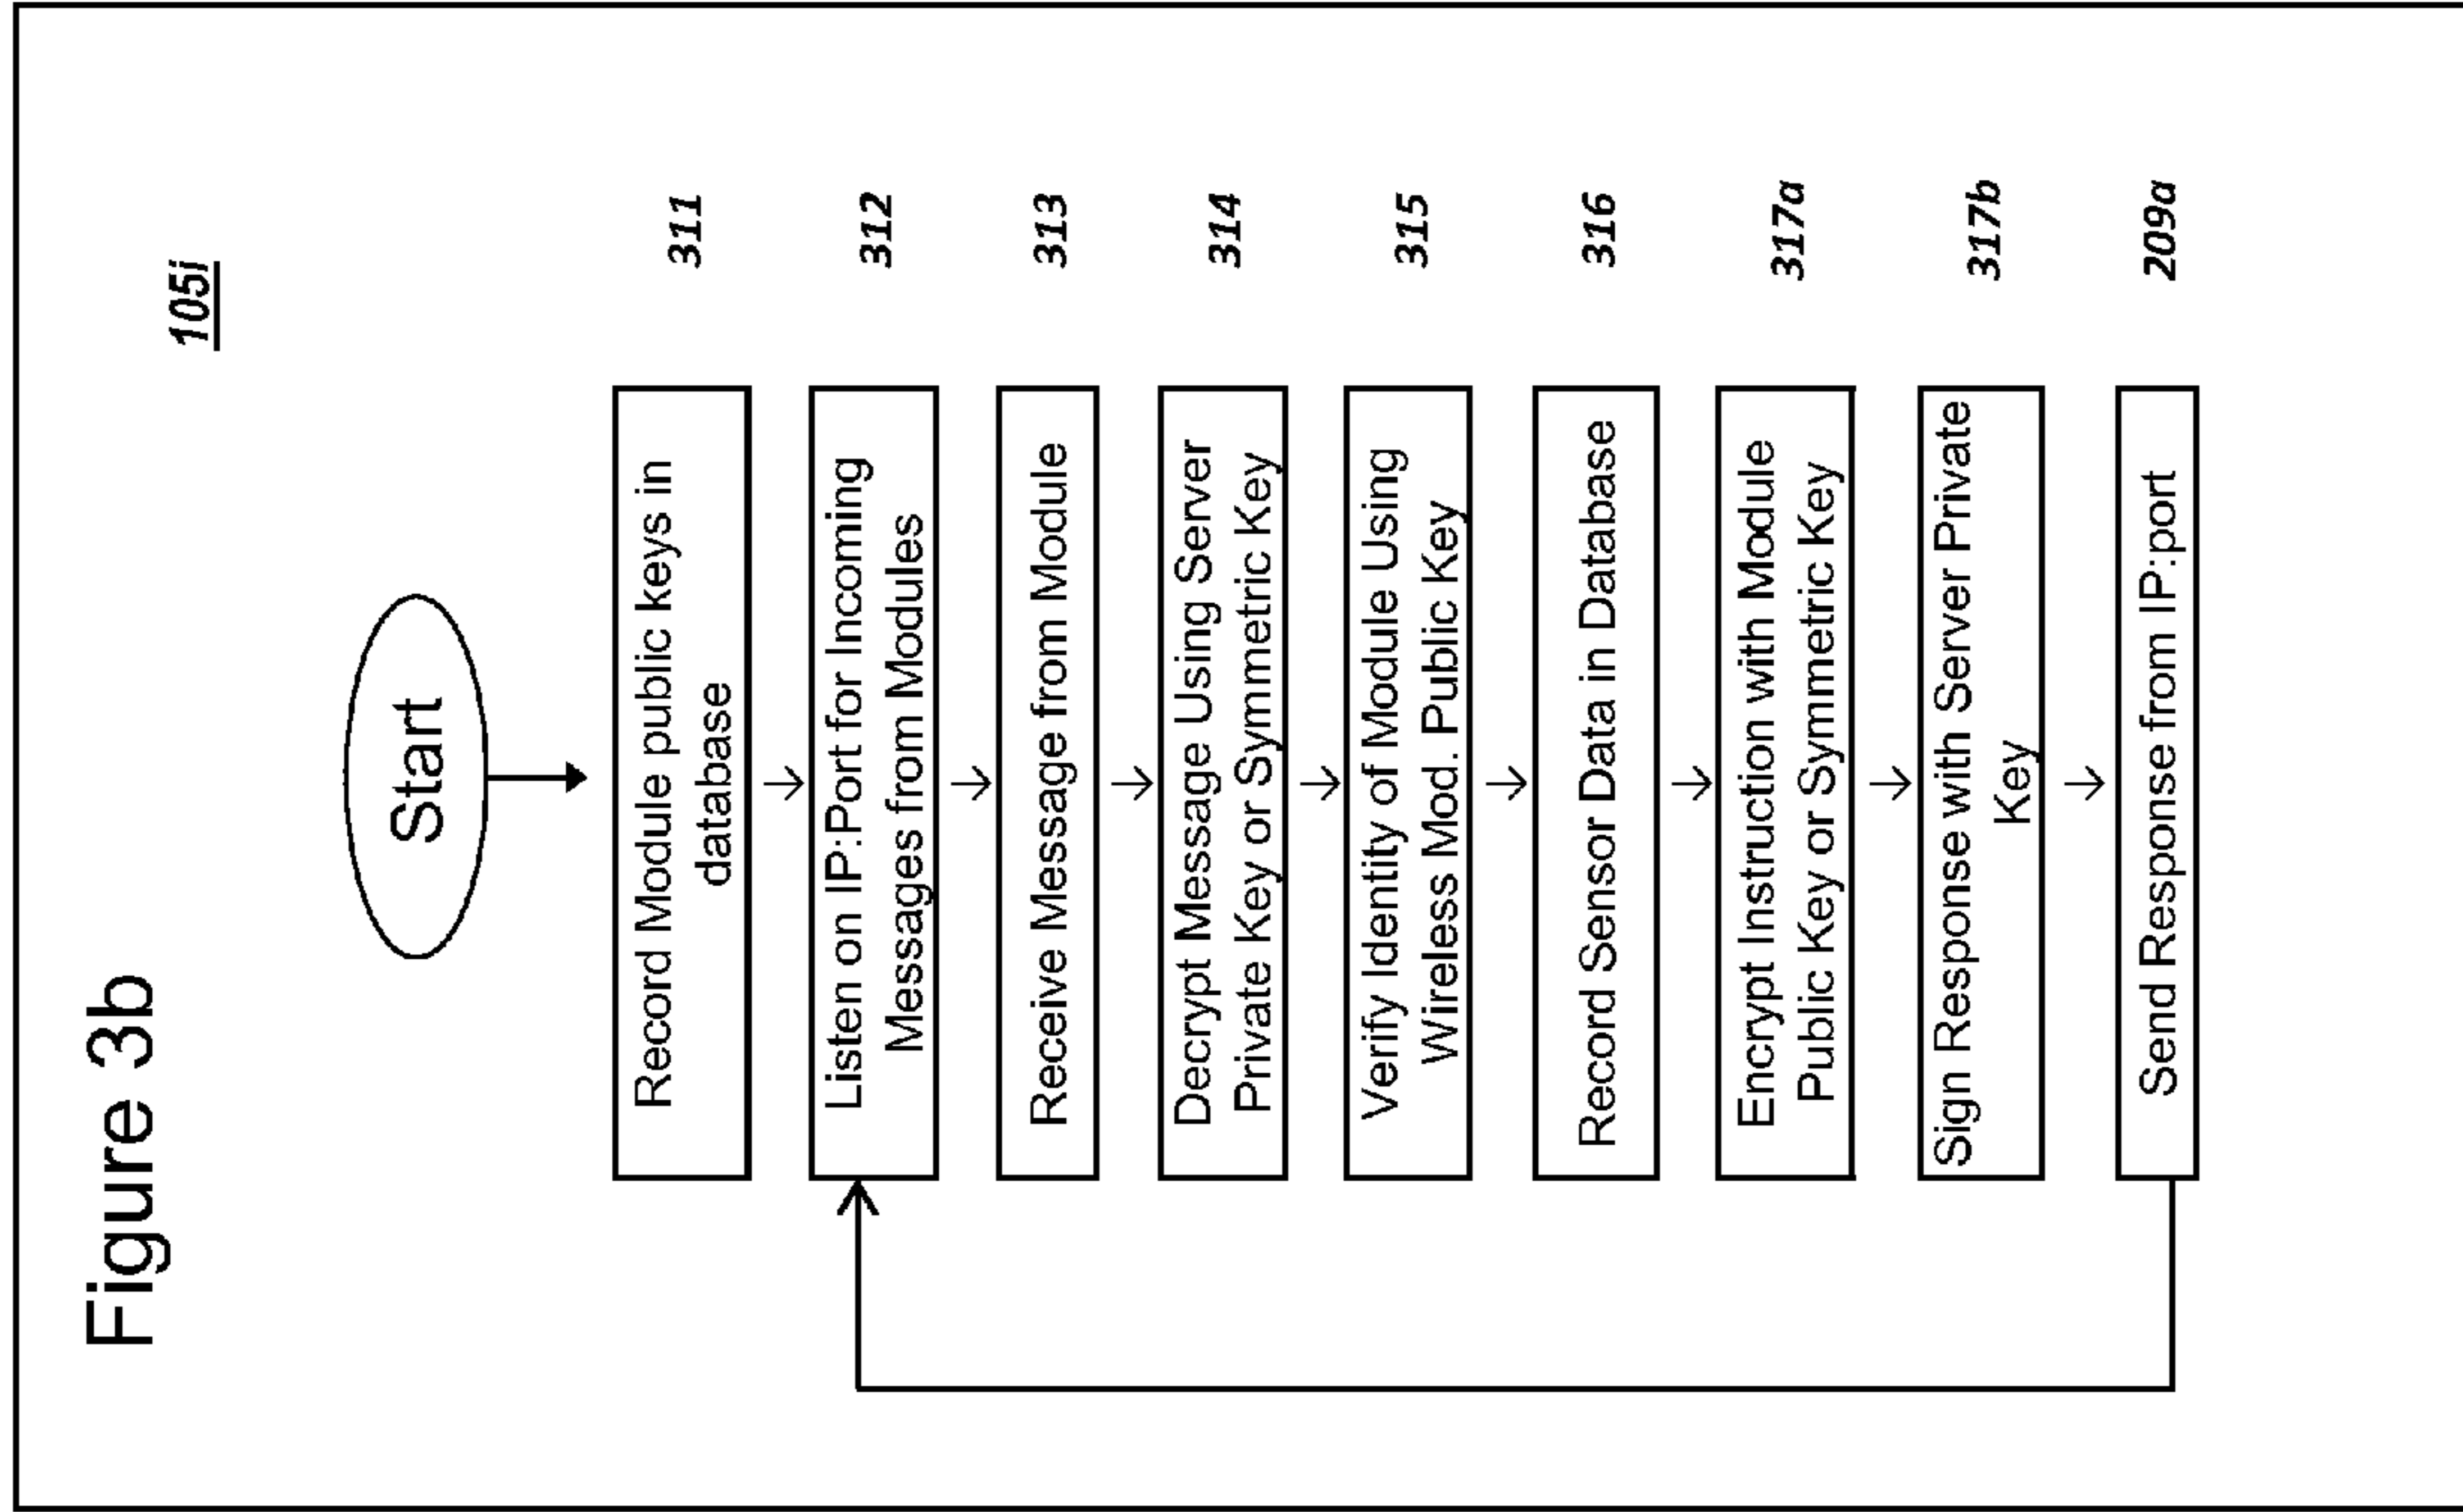 Figure 3b
105i
Start
Record Module public keys in
database
311
Listen on IP:Port for Incoming
Messages from Modules
312
Receive Message from Module
313
Decrypt Message Using Server
Private Key or Symmetric Key
314
Verify Identity of Module Using
Wireless Mod. Public Key
315
Record Sensor Data in Database
316
Encrypt Instruction with Module
Public Key or Symmetric Key
317a
Sign Response with Server Private
Key
317b
Send Response from IP:port
209a